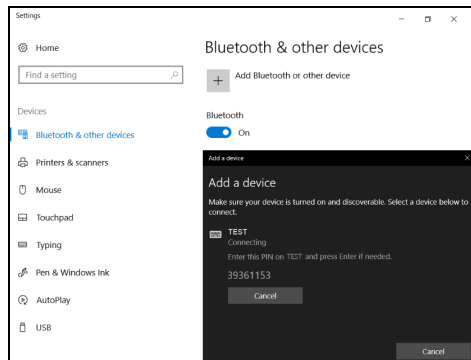 Settings
Home
Find a setting
Devices
Bluetooth & other devices
Printers & scanners
Mouse
Touchpad
Typing
Pen & Windows Ink
AutoPlay
USB
Bluetooth & other devices
Add Bluetooth or other device
Bluetooth
On
Add a device
Add a device
Make sure your device is turned on and discoverable. Select a device below to
connect.
TEST
Connecting
Enter this PIN on TEST and press Enter if needed.
39361153
Cancel
Cancel